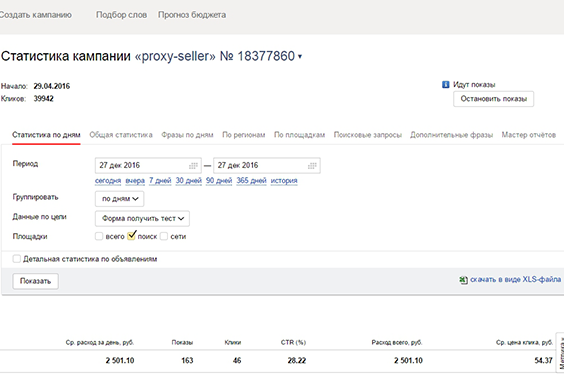 Создать кампанию Подбор слов Прогноз бюджета
Статистика кампании «proxy-seller» № 18377860
Начало: 29.04.2016
Кликов: 39942
Идут показы
Остановить показы
Статистика по дням Общая статистика Фразы по дням По регионам По площадкам Поисковые запросы Дополнительные фразы Мастер отчётов
Период 27 дек 2016 — 27 дек 2016
сегодня вчера 7 дней 30 дней 90 дней 365 дней история
Группировать по дням
Данные по цели Форма получить тест
Площадки всего поиск сети
Детальная статистика по объявлениям
Показать скачать в виде XLS-файла
Ср. расход за день, руб. Показы Клики CTR (%) Расход всего, руб. Ср. цена клика, руб.
2 501.10 163 46 28.22 2 501.10 54.37
Метрика